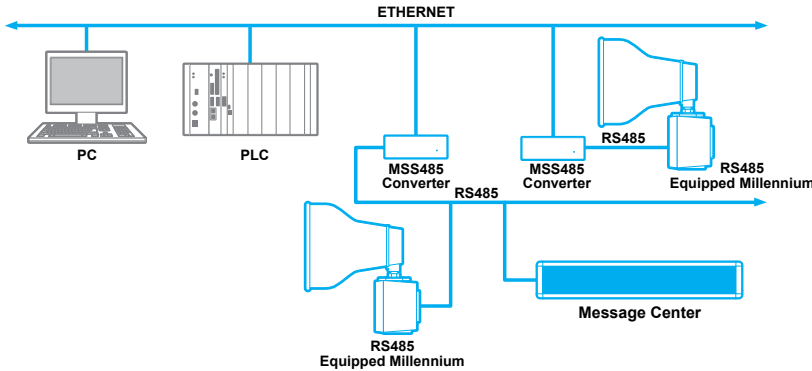 ETHERNET
PC
PLC
MSS485
Converter
RS485
MSS485
Converter
RS485
RS485
Equipped Millennium
Message Center
RS485
Equipped Millennium